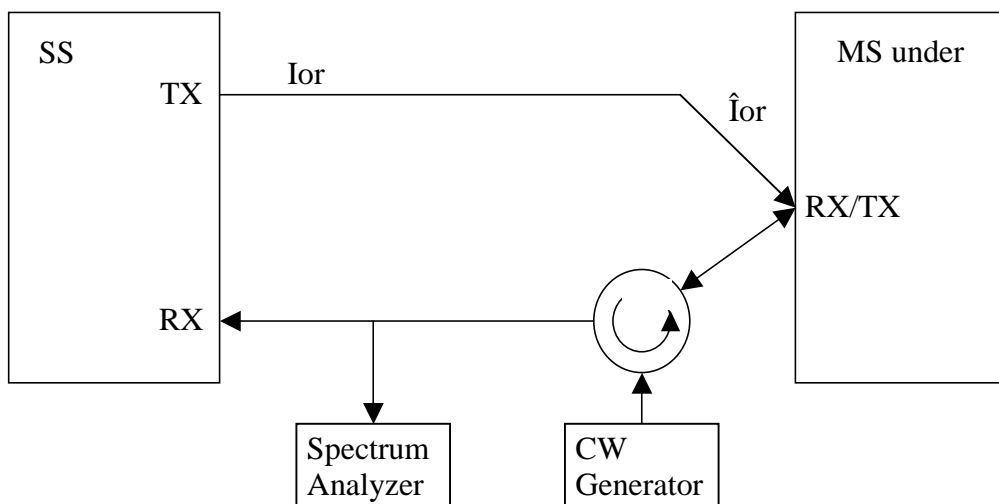 SS
MS under
TX
Ior
Îor
RX/TX
RX
Spectrum
Analyzer
CW
Generator